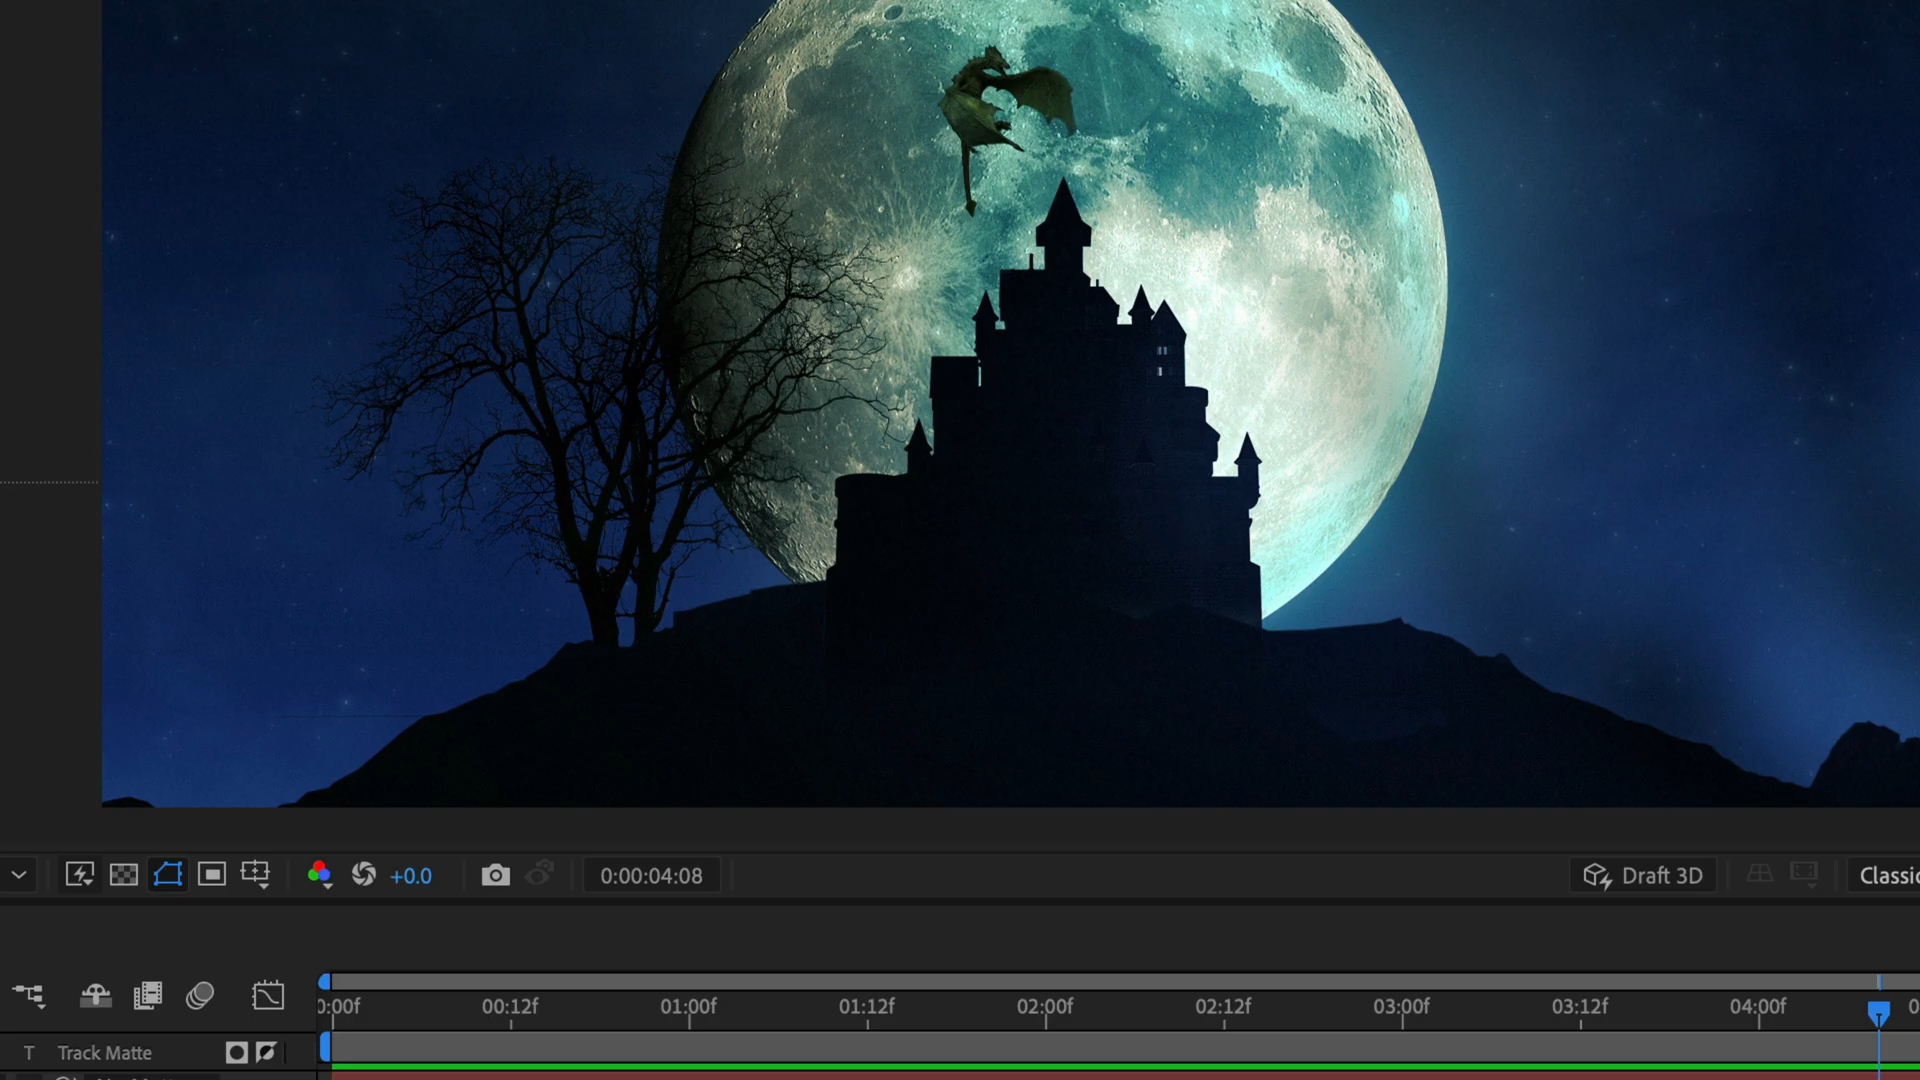 +0.0
0:00:04:08
Draft 3D
Classic
0:00f 00:12f 01:00f 01:12f 02:00f 02:12f 03:00f 03:12f 04:00f
T Track Matte